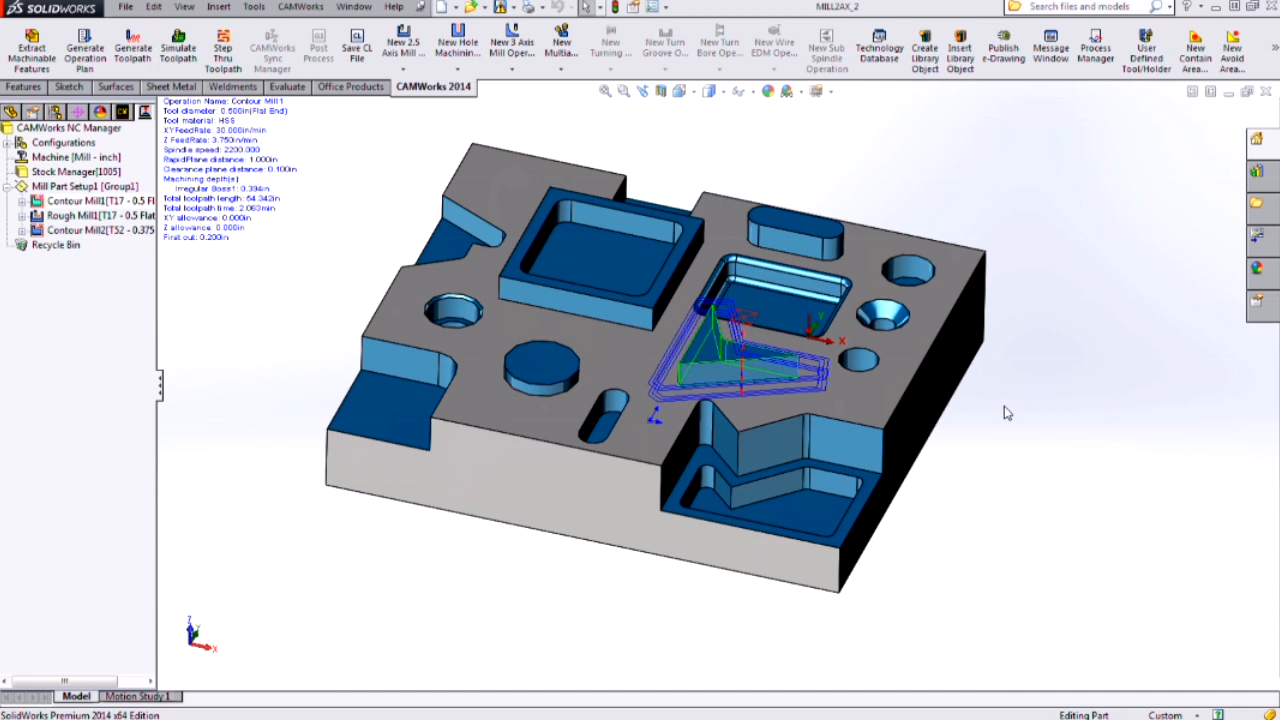 SOLIDWORKS File Edit View Insert Tools CAMWorks Window Help MILL2AX_2 Search files and models
Extract Machinable Features
Generate Operation Plan
Generate Toolpath
Simulate Toolpath
Step Thru Toolpath
CAMWorks Sync Manager
Post Process
Save CL File
New 2.5 Axis Mill ...
New Hole Machinin...
New 3 Axis Mill Oper...
New Multia...
New Turning ...
New Turn Groove O...
New Turn Bore Ope...
New Wire EDM Ope...
New Sub Spindle Operation
Technology Database
Create Library Object
Insert Library Object
Publish e-Drawing
Message Window
Process Manager
User Defined Tool/Holder
New Contain Area...
New Avoid Area...
Features Sketch Surfaces Sheet Metal Weldments Evaluate Office Products CAMWorks 2014
CAMWorks NC Manager
Configurations
Machine [Mill - inch]
Stock Manager[1005]
Mill Part Setup1 [Group1]
Contour Mill1[T17 - 0.5 Fl
Rough Mill1[T17 - 0.5 Flat
Contour Mill2[T52 - 0.375
Recycle Bin
Operation Name: Contour Mill1
Tool diameter: 0.500in(Flat End)
Tool material: HSS
XYFeedRate: 30.000in/min
Z FeedRate: 3.750in/min
Spindle speed: 2200.000
RapidPlane distance: 1.000in
Clearance plane distance: 0.100in
Machining depth(s):
Irregular Boss1: 0.394in
Total toolpath length: 54.342in
Total toolpath time: 2.063min
XY allowance: 0.000in
Z allowance: 0.000in
First cut: 0.200in
Y
X
Z
Y
X
Model Motion Study 1
SolidWorks Premium 2014 x64 Edition Editing Part Custom